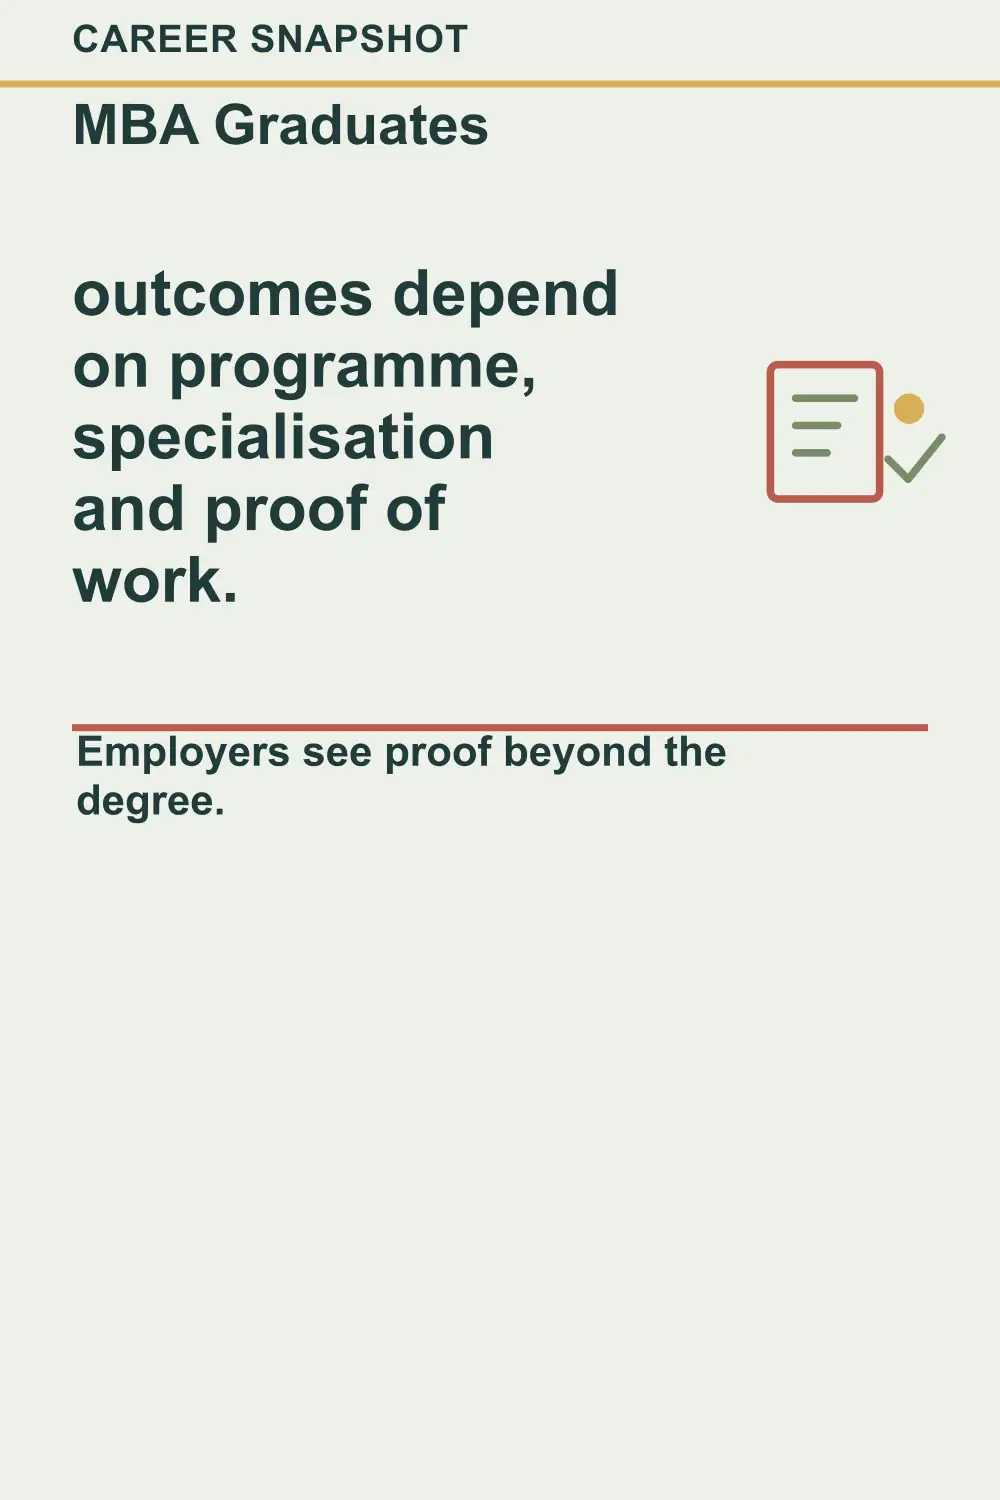 CAREER SNAPSHOT
MBA Graduates
outcomes depend
on programme,
specialisation
and proof of
work.
Employers see proof beyond the
degree.